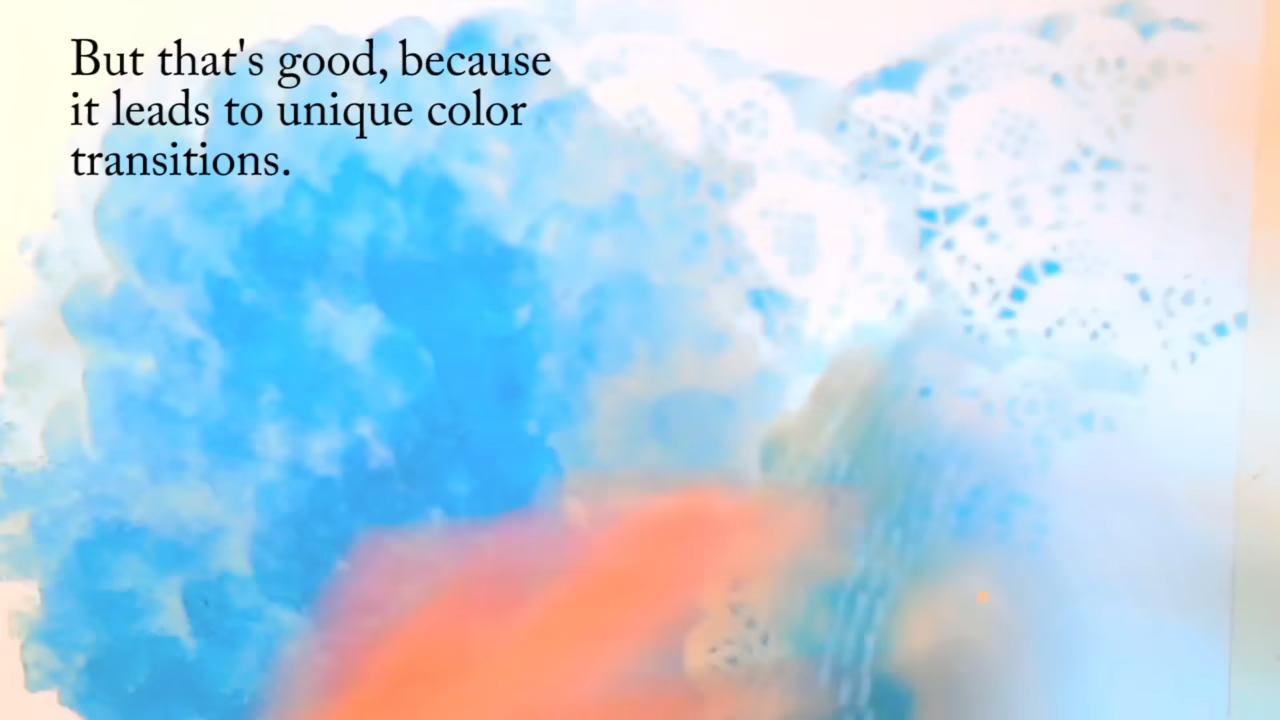 But that's good, because
it leads to unique color
transitions.